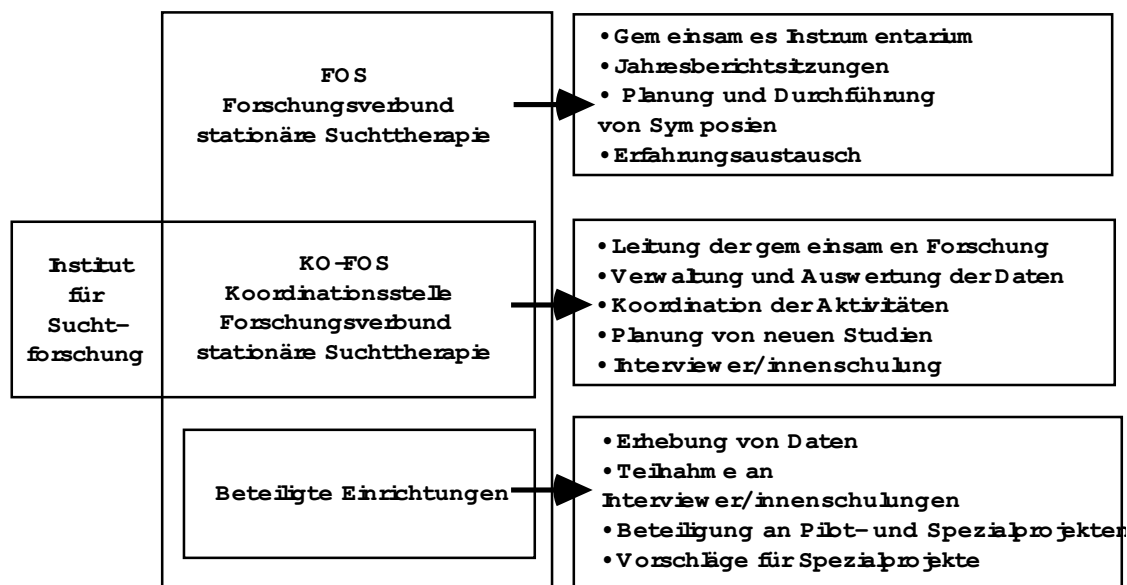 FOS
Forschungsverbund
stationäre Suchttherapie
• Gemeinsames Instrumentarium
• Jahresberichtsitzungen
• Planung und Durchführung
von Symposien
• Erfahrungsaustausch
Institut
für
Sucht-
forschung
KO-FOS
Koordinationsstelle
Forschungsverbund
stationäre Suchttherapie
• Leitung der gemeinsamen Forschung
• Verwaltung und Auswertung der Daten
• Koordination der Aktivitäten
• Planung von neuen Studien
• Interviewer/innenschulung
Beteiligte Einrichtungen
• Erhebung von Daten
• Teilnahme an
Interviewer/innenschulungen
• Beteiligung an Pilot- und Spezialprojekten
• Vorschläge für Spezialprojekte